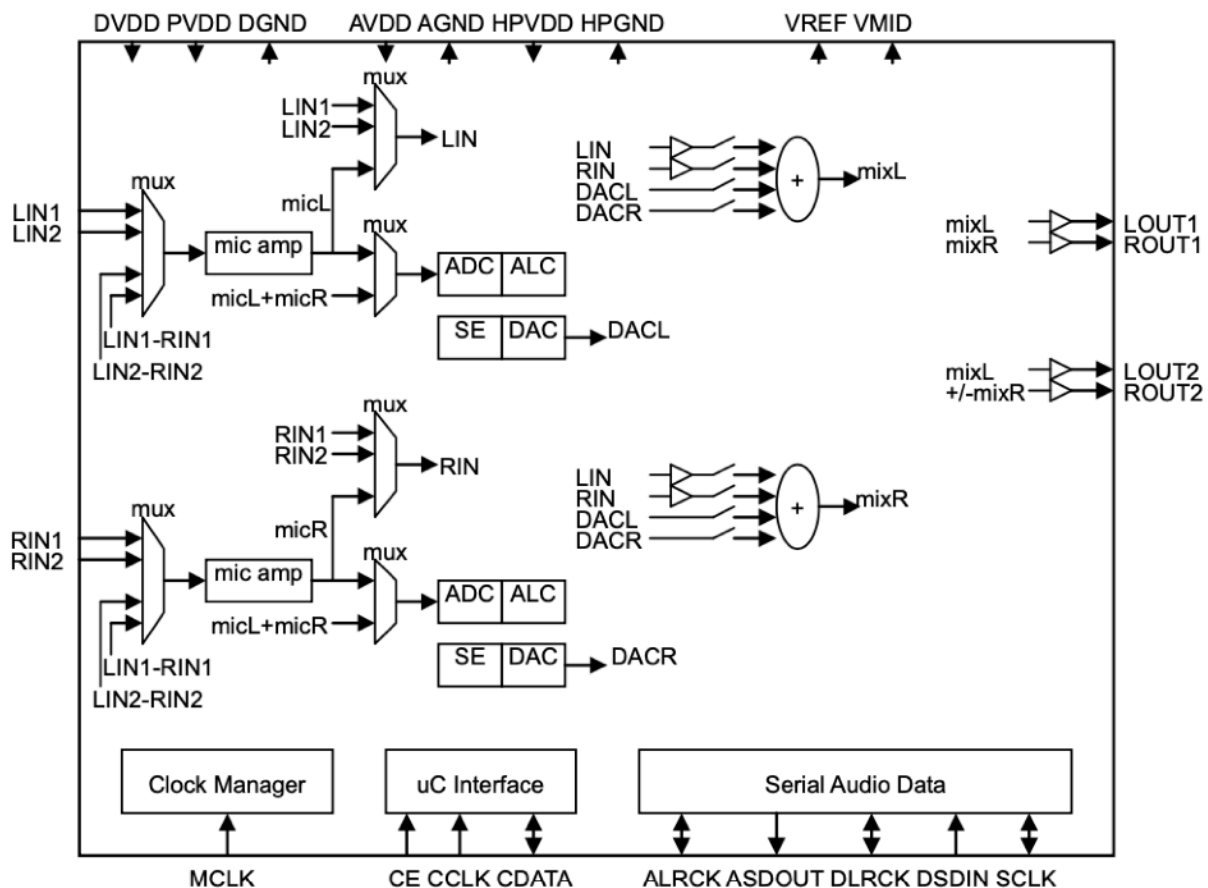 DVDD PVDD DGND AVDD AGND HPVDD HPGND VREF VMID
mux
LIN1
LIN2
LIN
mux
micL
LIN1
LIN2
mic amp
mux
ADC ALC
micL+micR
LIN1-RIN1
LIN2-RIN2
SE DAC
DACL
LIN
RIN
DACL
DACR
+
mixL
mixL
mixR
LOUT1
ROUT1
mixL
+/-mixR
LOUT2
ROUT2
mux
RIN1
RIN2
RIN
mux
micR
RIN1
RIN2
mic amp
mux
ADC ALC
micL+micR
LIN1-RIN1
LIN2-RIN2
SE DAC
DACR
LIN
RIN
DACL
DACR
+
mixR
Clock Manager
uC Interface
Serial Audio Data
MCLK CE CCLK CDATA ALRCK ASDOUT DLRCK DSDIN SCLK